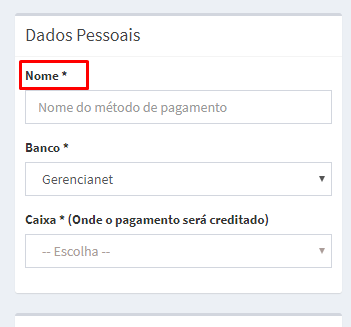 Dados Pessoais
Nome *
Nome do método de pagamento
Banco *
Gerencianet
Caixa * (Onde o pagamento será creditado)
-- Escolha --